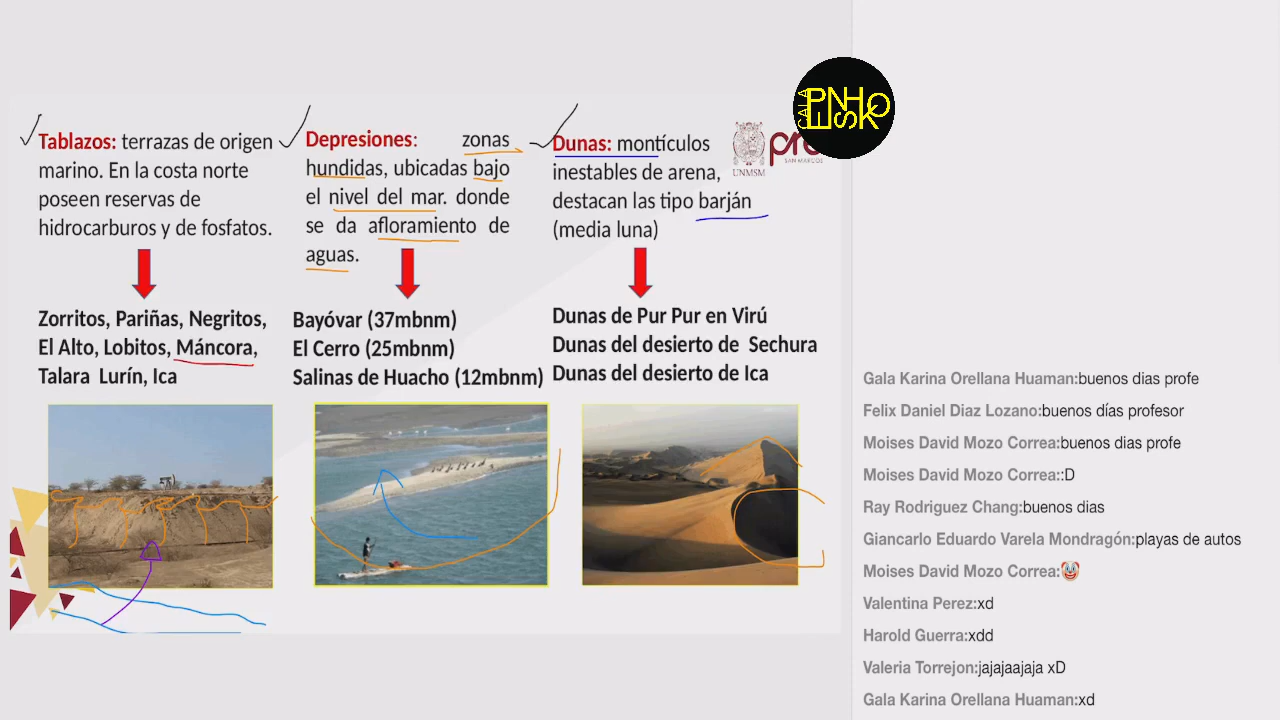 Tablazos: terrazas de origen
marino. En la costa norte
poseen reservas de
hidrocarburos y de fosfatos.
Zorritos, Pariñas, Negritos,
El Alto, Lobitos, Máncora,
Talara Lurín, Ica
Depresiones: zonas
hundidas, ubicadas bajo
el nivel del mar. donde
se da afloramiento de
aguas.
Bayóvar (37mbnm)
El Cerro (25mbnm)
Salinas de Huacho (12mbnm)
Dunas: montículos
inestables de arena,
destacan las tipo barján
(media luna)
Dunas de Pur Pur en Virú
Dunas del desierto de Sechura
Dunas del desierto de Ica
UNMSM
SAN MARCOS
Gala Karina Orellana Huaman:buenos dias profe
Felix Daniel Diaz Lozano:buenos días profesor
Moises David Mozo Correa:buenos dias profe
Moises David Mozo Correa::D
Ray Rodriguez Chang:buenos dias
Giancarlo Eduardo Varela Mondragón:playas de autos
Moises David Mozo Correa:🤡
Valentina Perez:xd
Harold Guerra:xdd
Valeria Torrejon:jajajaajaja xD
Gala Karina Orellana Huaman:xd